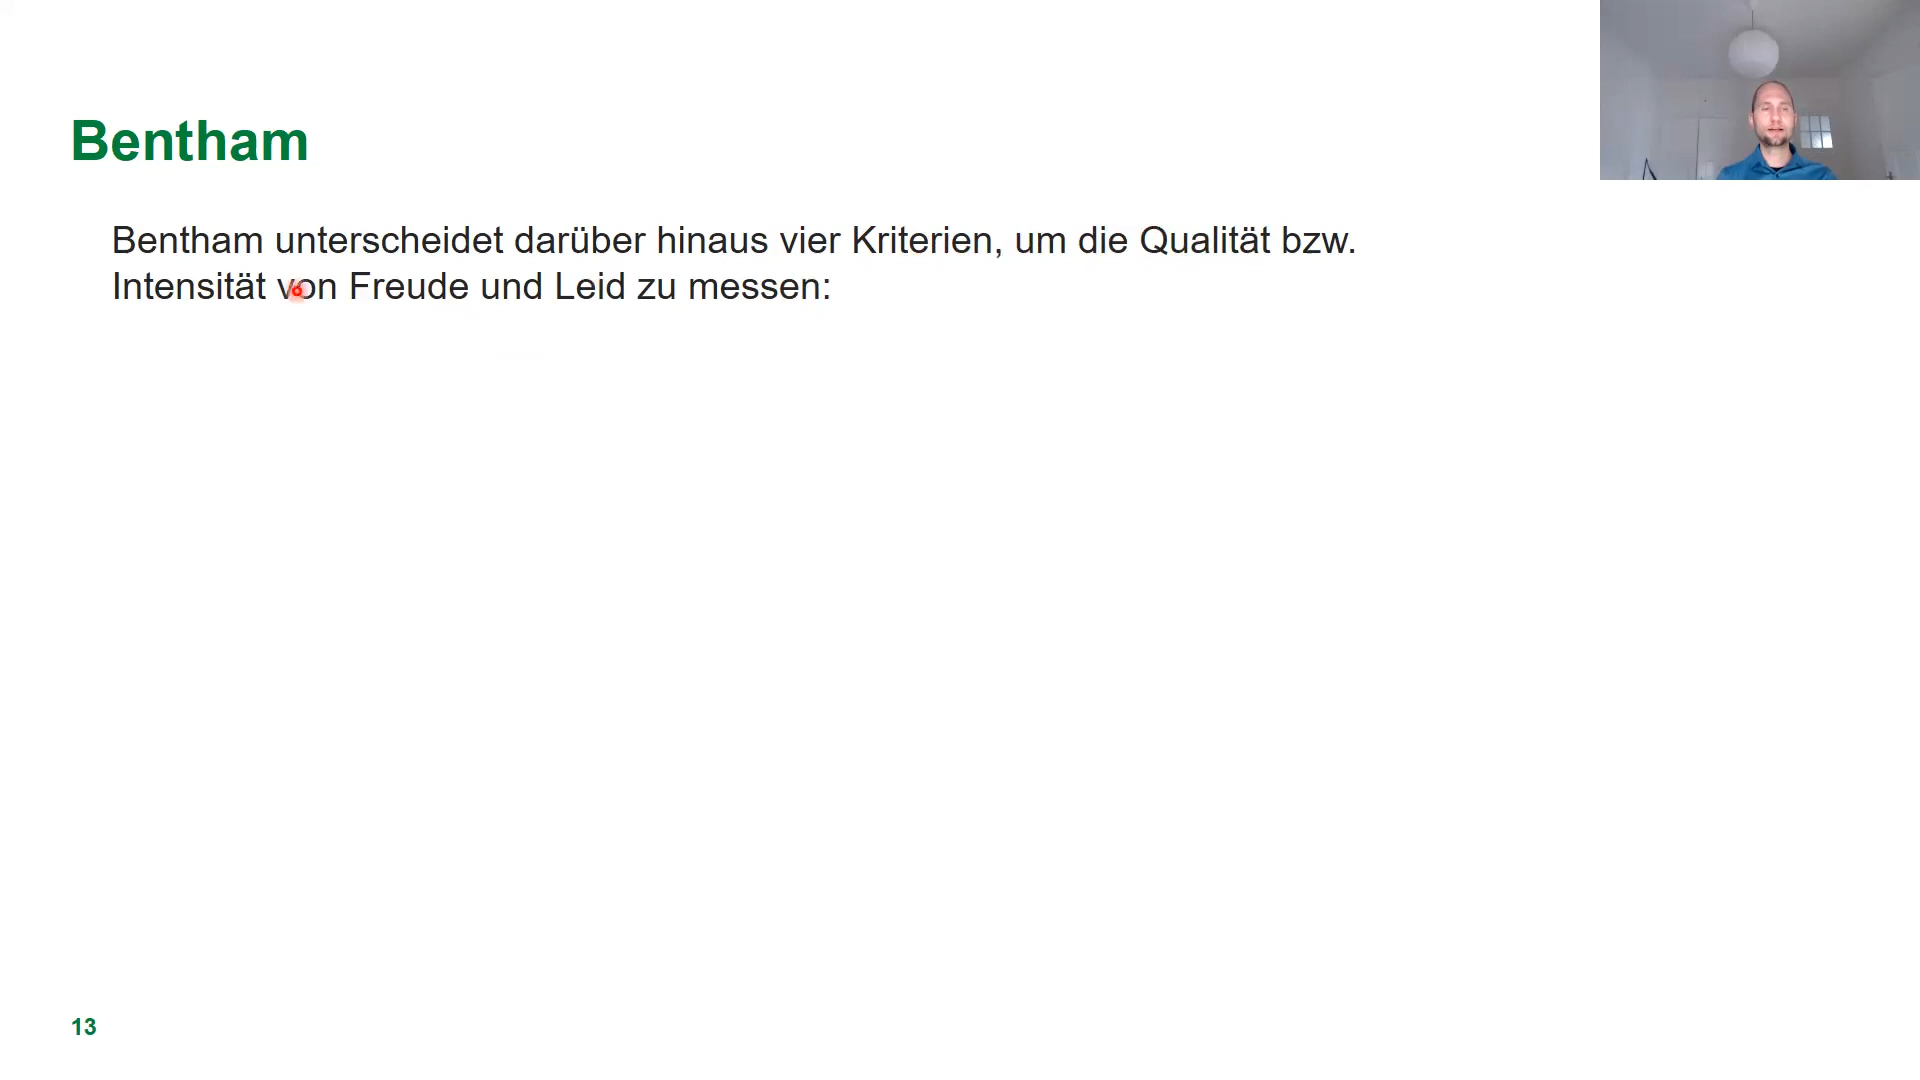 Bentham
Bentham unterscheidet darüber hinaus vier Kriterien, um die Qualität bzw.
Intensität von Freude und Leid zu messen:
13